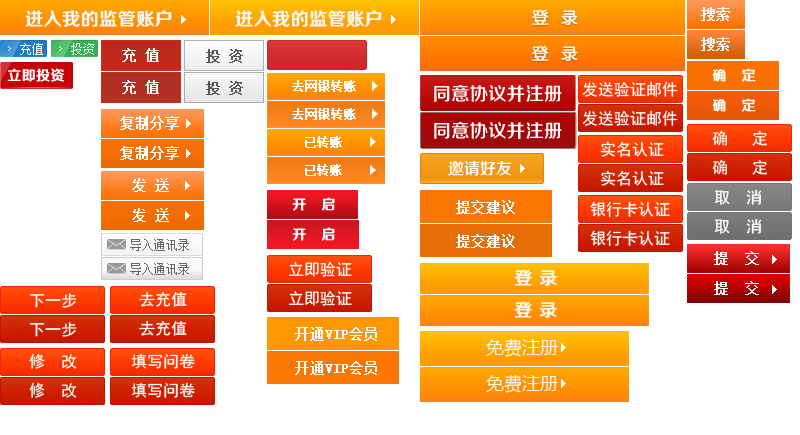 进入我的监管账户
进入我的监管账户
登 录
搜索
登 录
搜索
充值
投资
立即投资
充 值
投 资
充 值
投 资
去网银转账
去网银转账
已转账
已转账
同意协议并注册
同意协议并注册
发送验证邮件
发送验证邮件
确 定
确 定
复制分享
复制分享
发 送
发 送
邀请好友
实名认证
实名认证
确 定
确 定
取 消
取 消
开 启
开 启
提交建议
提交建议
银行卡认证
银行卡认证
提 交
提 交
导入通讯录
导入通讯录
立即验证
立即验证
登 录
登 录
下一步
去充值
下一步
去充值
开通VIP会员
开通VIP会员
免费注册
免费注册
修 改
填写问卷
修 改
填写问卷